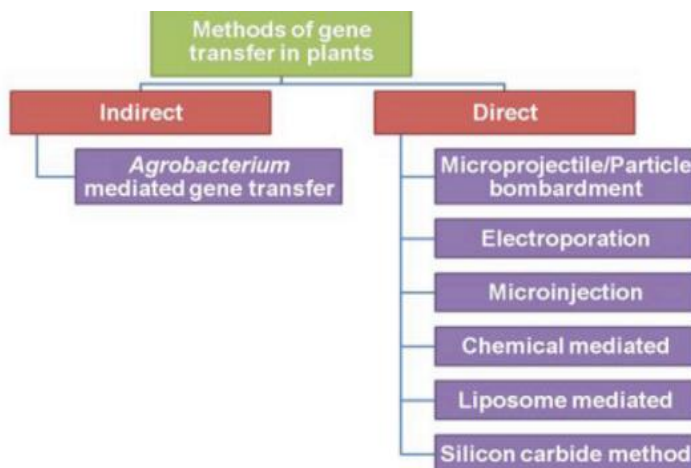 Methods of gene
transfer in plants
Indirect
Direct
Agrobacterium
mediated gene transfer
Microprojectile/Particle
bombardment
Electroporation
Microinjection
Chemical mediated
Liposome mediated
Silicon carbide method